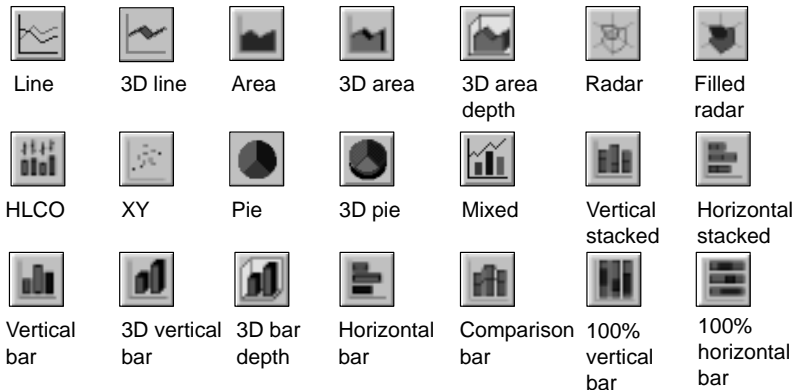 Line
3D line
Area
3D area
3D area
depth
Radar
Filled
radar
HLCO
XY
Pie
3D pie
Mixed
Vertical
stacked
Horizontal
stacked
Vertical
bar
3D vertical
bar
3D bar
depth
Horizontal
bar
Comparison
bar
100%
vertical
bar
100%
horizontal
bar